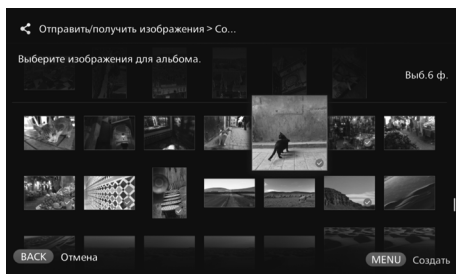 Отправить/получить изображения > Со...
Выберите изображения для альбома.
Выб.6 ф.
BACK Отмена
MENU Создать